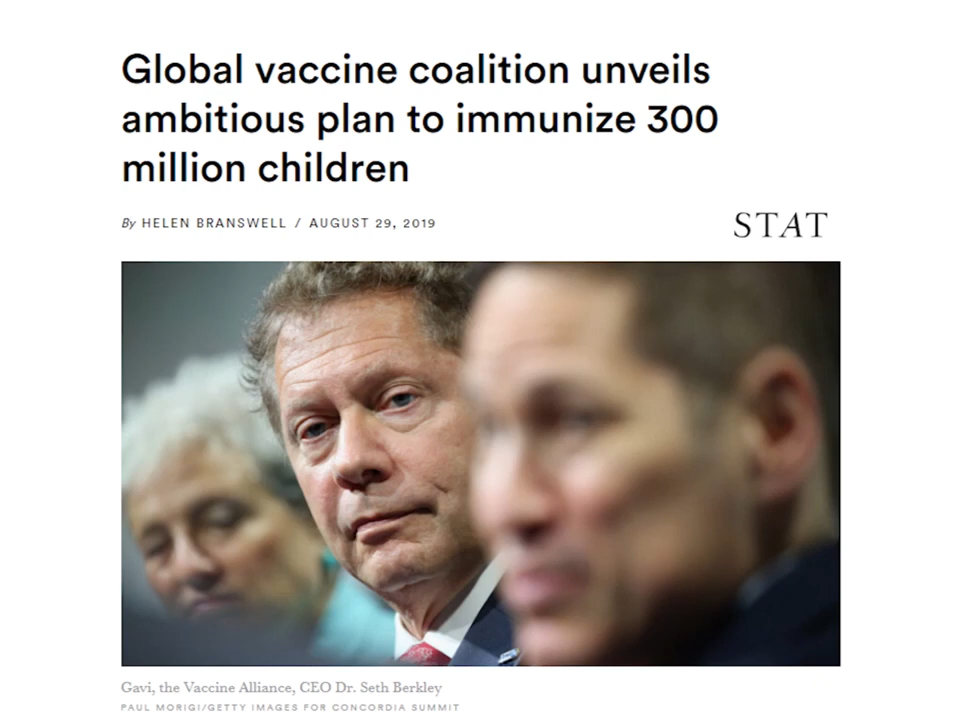 Global vaccine coalition unveils
ambitious plan to immunize 300
million children
By HELEN BRANSWELL / AUGUST 29, 2019
STAT
Gavi, the Vaccine Alliance, CEO Dr. Seth Berkley
PAUL MORIGI/GETTY IMAGES FOR CONCORDIA SUMMIT